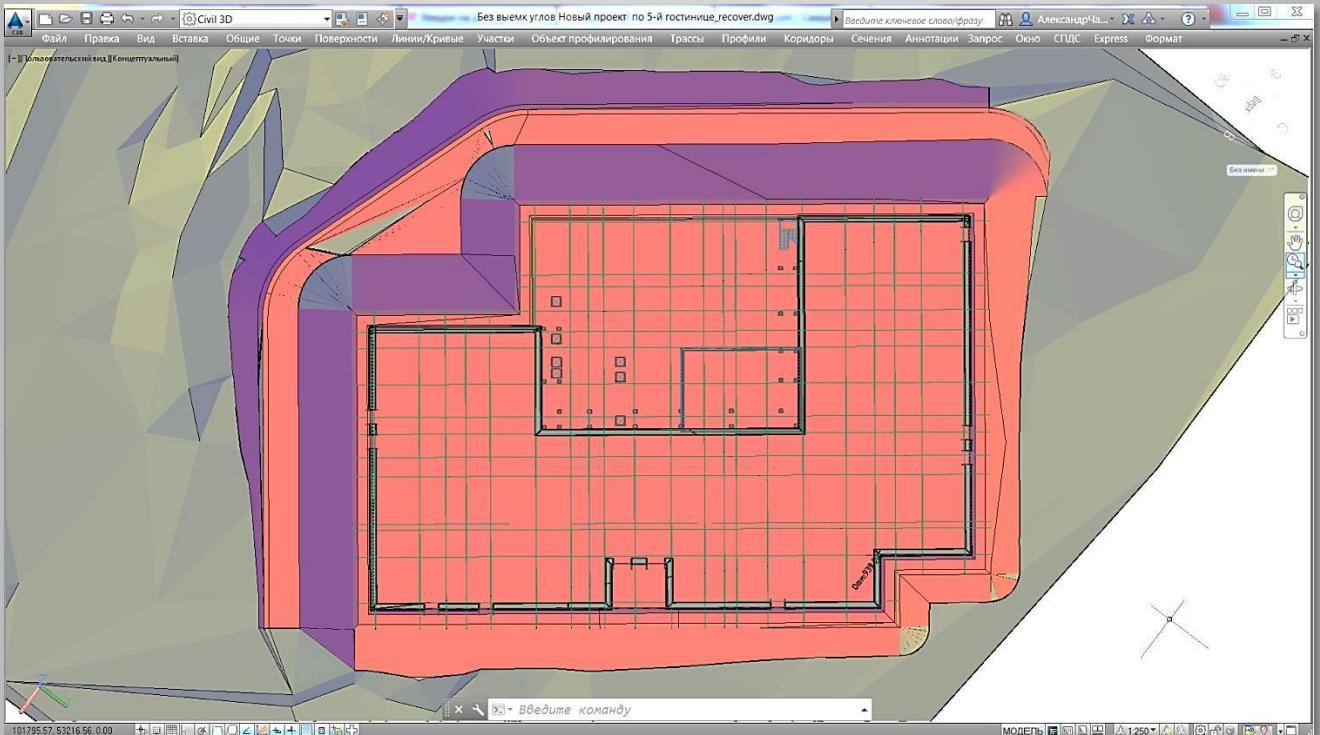 Civil 3D
Без выемк углов Новый проект по 5-й гостинице_recover.dwg
Введите ключевое слово/фразу
АлександрЧа...
C3D
Файл Правка Вид Вставка Общие Точки Поверхности Линии/Кривые Участки Объект профилирования Трассы Профили Коридоры Сечения Аннотации Запрос Окно СПДС Express Формат
[–][Пользовательский вид][Концептуальный]
Верх
Без имени
Введите команду
101795.57, 53216.56, 0.00
МОДЕЛЬ
1:250